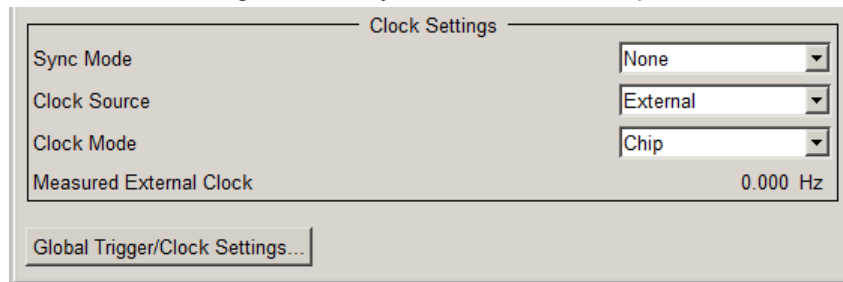 Clock Settings
Sync Mode None
Clock Source External
Clock Mode Chip
Measured External Clock 0.000 Hz
Global Trigger/Clock Settings...